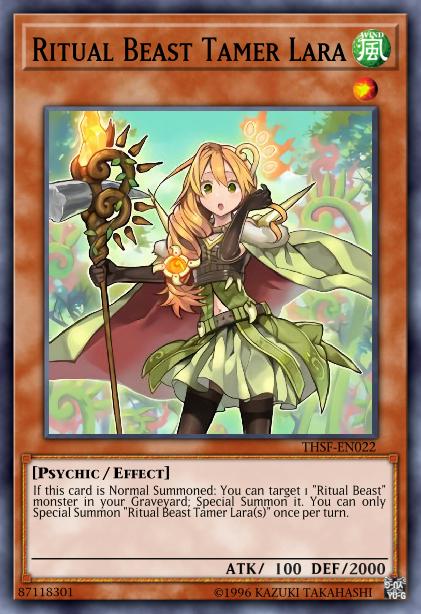 Ritual Beast Tamer Lara
WIND
風
THSF-EN022
[Psychic / Effect]
If this card is Normal Summoned: You can target 1 "Ritual Beast"
monster in your Graveyard; Special Summon it. You can only
Special Summon "Ritual Beast Tamer Lara(s)" once per turn.
ATK/ 100 DEF/2000
87118301
©1996 KAZUKI TAKAHASHI